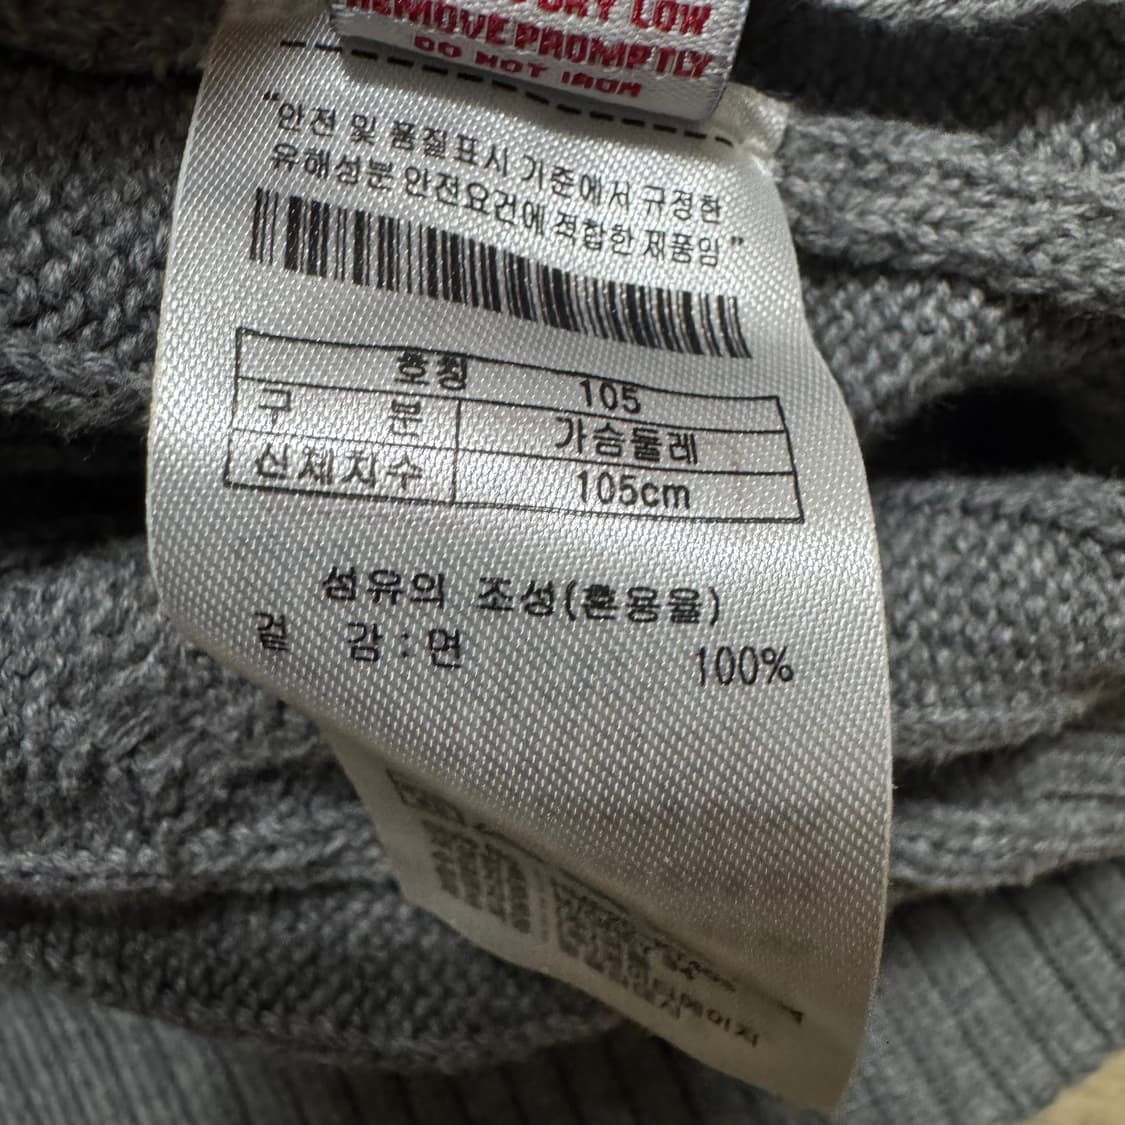 DRY LOW
REMOVE PROMPTLY
DO NOT IRON
"안전 및 품질표시 기준에서 규정한
유해성분 안전요건에 적합한 제품임"
호칭 105
구 분 가슴둘레
신체치수 105cm
섬유의 조성(혼용율)
겉 감 : 면 100%